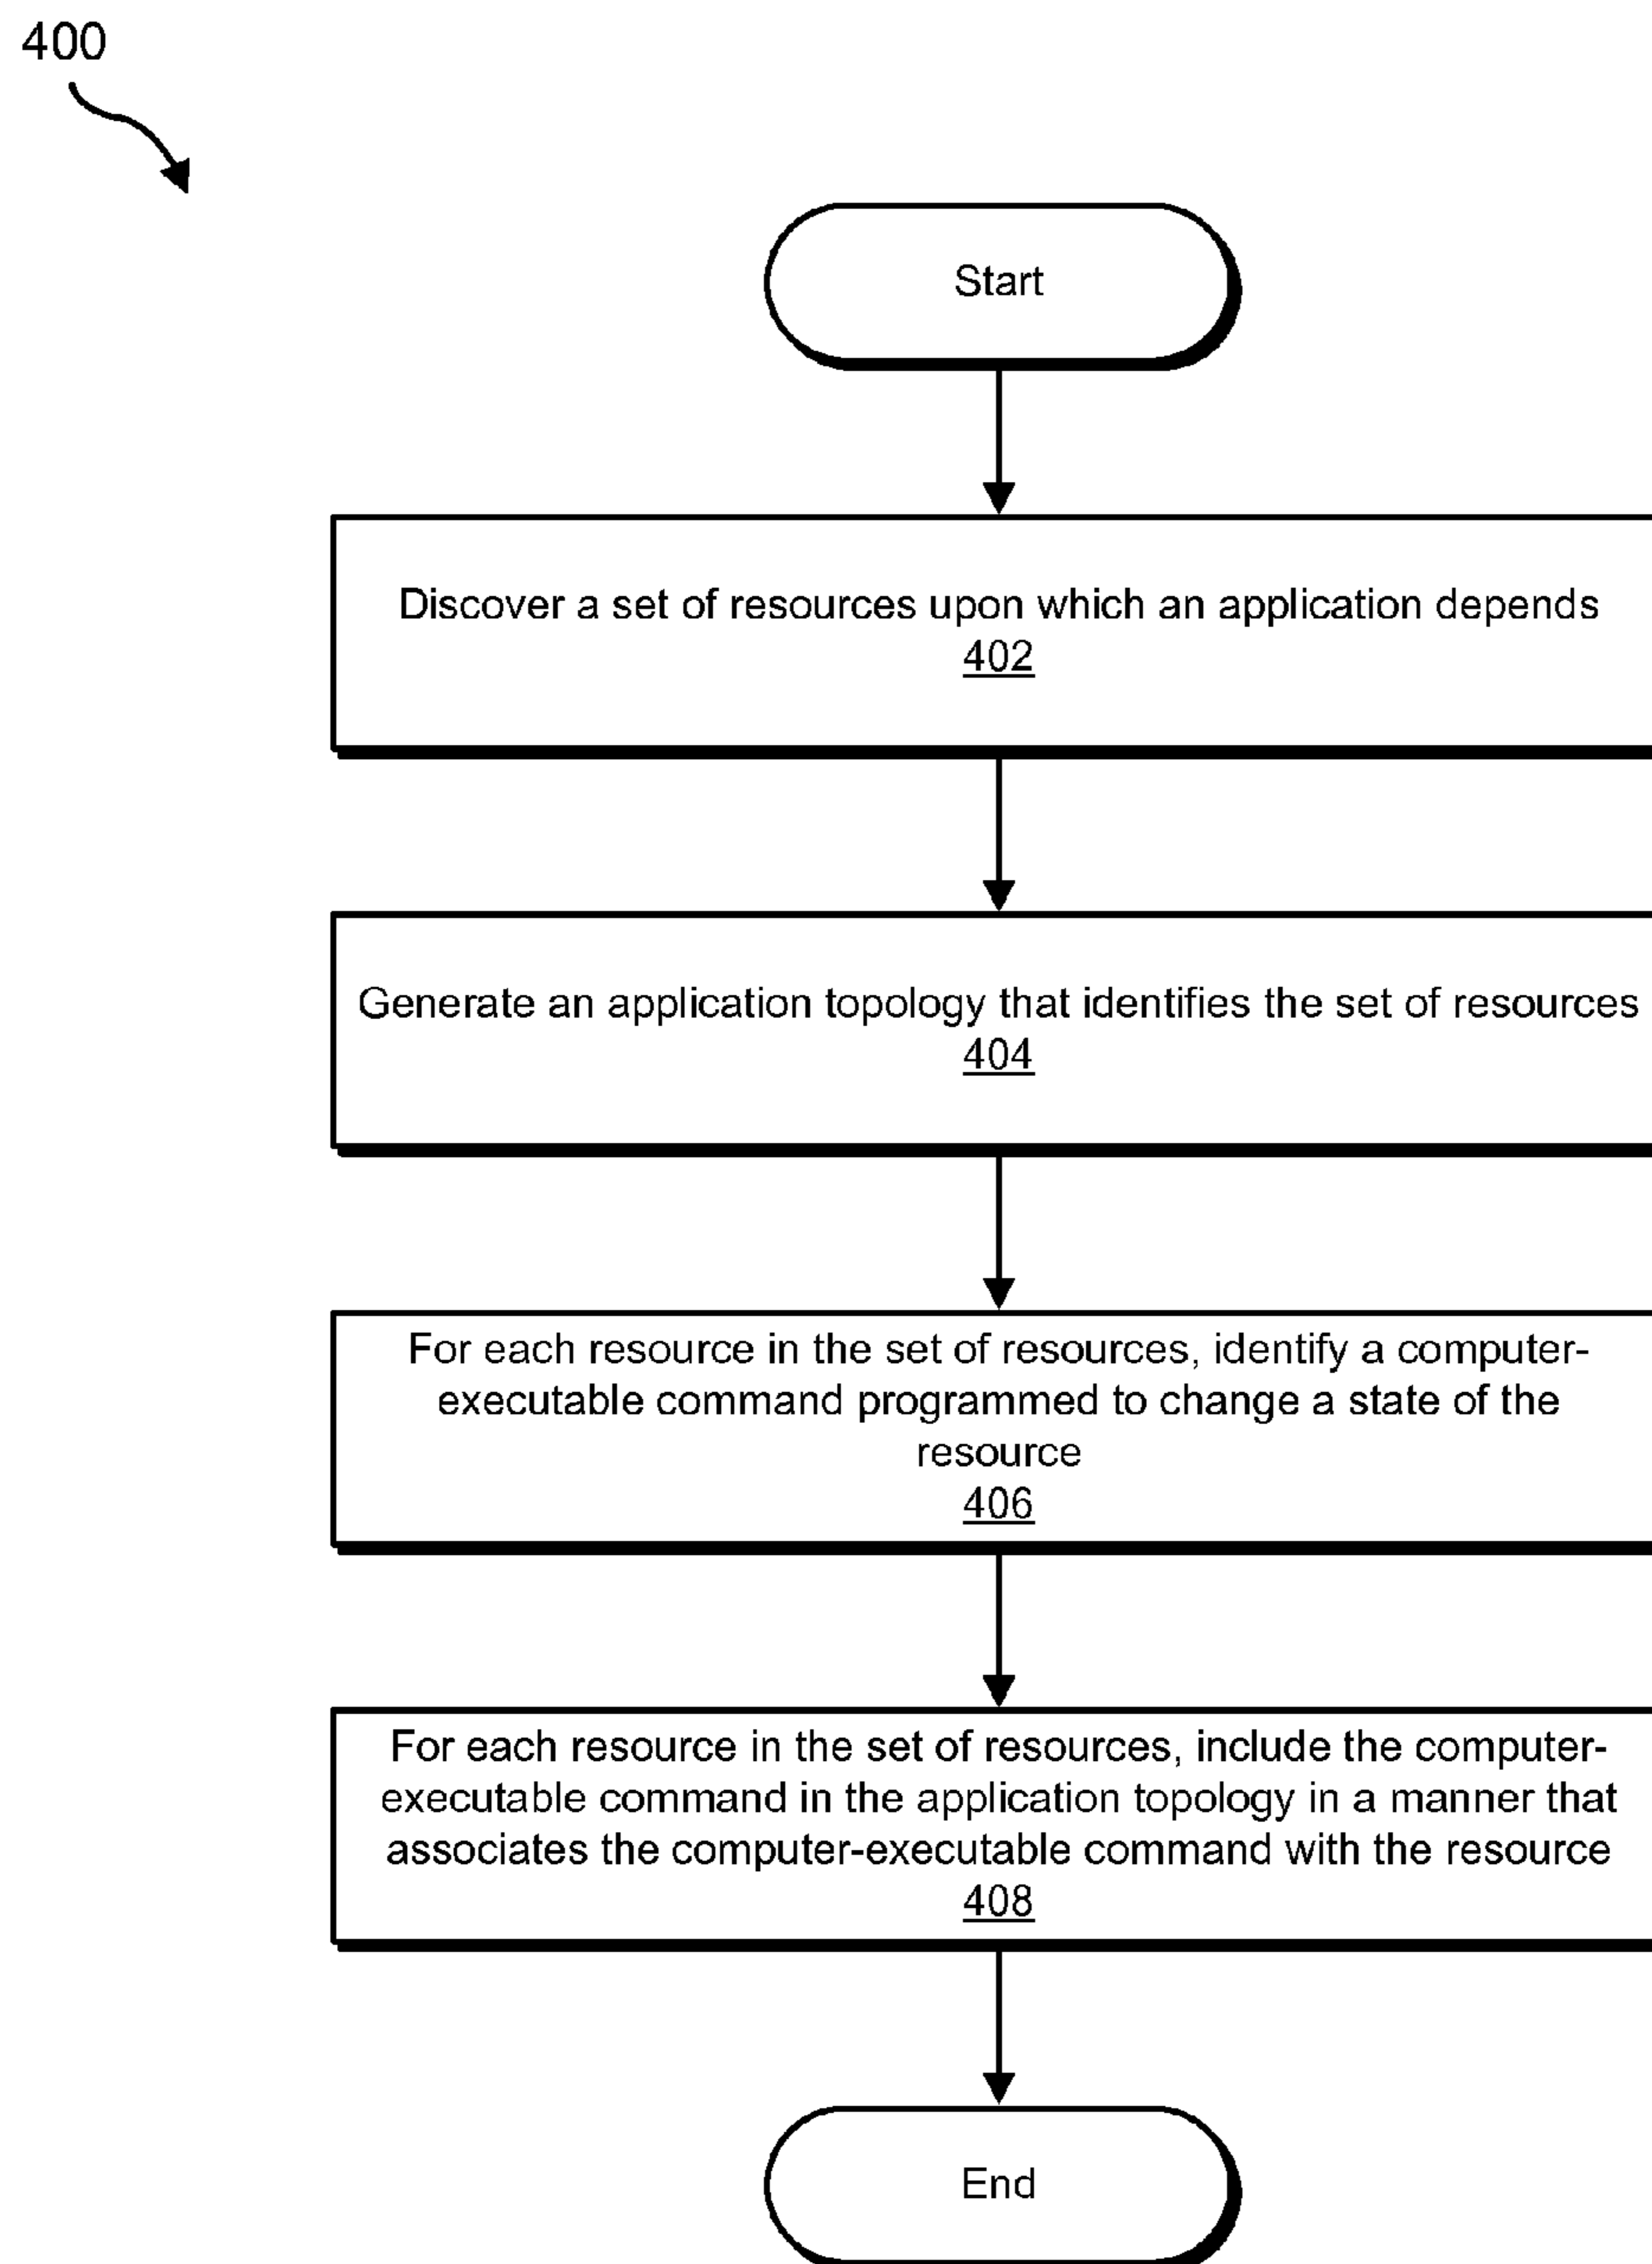 400
Start
Discover a set of resources upon which an application depends
402
Generate an application topology that identifies the set of resources
404
For each resource in the set of resources, identify a computer-
executable command programmed to change a state of the
resource
406
For each resource in the set of resources, include the computer-
executable command in the application topology in a manner that
associates the computer-executable command with the resource
408
End